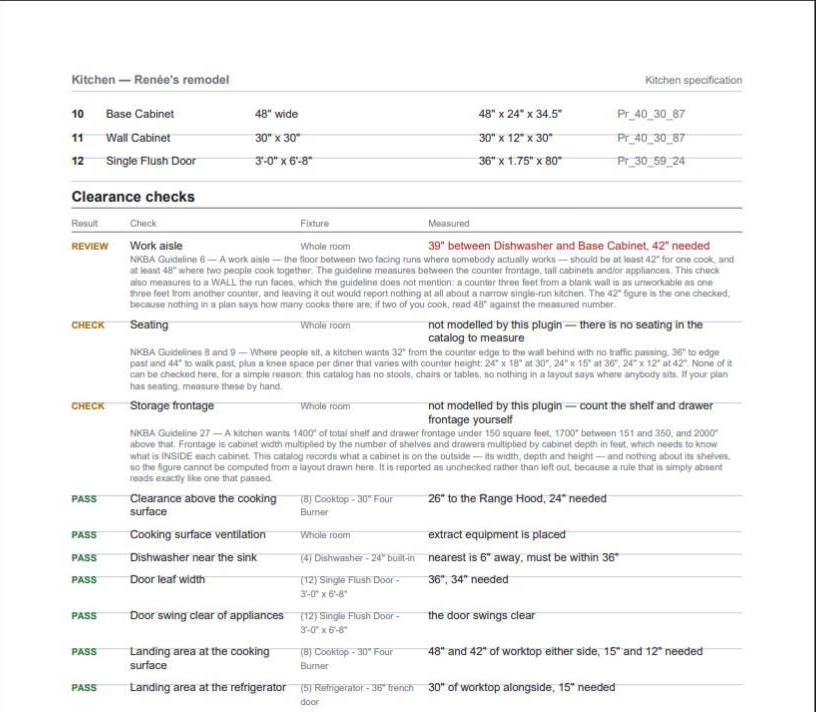 Kitchen — Renée's remodel Kitchen specification
10 Base Cabinet 48" wide 48" x 24" x 34.5" Pr_40_30_87
11 Wall Cabinet 30" x 30" 30" x 12" x 30" Pr_40_30_87
12 Single Flush Door 3'-0" x 6'-8" 36" x 1.75" x 80" Pr_30_59_24
Clearance checks
Result Check Fixture Measured
REVIEW Work aisle Whole room 39" between Dishwasher and Base Cabinet, 42" needed
NKBA Guideline 6 — A work aisle — the floor between two facing runs where somebody actually works — should be at least 42" for one cook, and
at least 48" where two people cook together. The guideline measures between the counter frontage, tall cabinets and/or appliances. This check
also measures to a WALL the run faces, which the guideline does not mention: a counter three feet from a blank wall is as unworkable as one
three feet from another counter, and leaving it out would report nothing at all about a narrow single-run kitchen. The 42" figure is the one checked,
because nothing in a plan says how many cooks there are; if two of you cook, read 48" against the measured number.
CHECK Seating Whole room not modelled by this plugin — there is no seating in the
catalog to measure
NKBA Guidelines 8 and 9 — Where people sit, a kitchen wants 32" from the counter edge to the wall behind with no traffic passing, 36" to edge
past and 44" to walk past, plus a knee space per diner that varies with counter height: 24" x 18" at 30", 24" x 15" at 36", 24" x 12" at 42". None of it
can be checked here, for a simple reason: this catalog has no stools, chairs or tables, so nothing in a layout says where anybody sits. If your plan
has seating, measure these by hand.
CHECK Storage frontage Whole room not modelled by this plugin — count the shelf and drawer
frontage yourself
NKBA Guideline 27 — A kitchen wants 1400" of total shelf and drawer frontage under 150 square feet, 1700" between 151 and 350, and 2000"
above that. Frontage is cabinet width multiplied by the number of shelves and drawers multiplied by cabinet depth in feet, which needs to know
what is INSIDE each cabinet. This catalog records what a cabinet is on the outside — its width, depth and height — and nothing about its shelves,
so the figure cannot be computed from a layout drawn here. It is reported as unchecked rather than left out, because a rule that is simply absent
reads exactly like one that passed.
PASS Clearance above the cooking (8) Cooktop - 30" Four 26" to the Range Hood, 24" needed
surface Burner
PASS Cooking surface ventilation Whole room extract equipment is placed
PASS Dishwasher near the sink (4) Dishwasher - 24" built-in nearest is 6" away, must be within 36"
PASS Door leaf width (12) Single Flush Door - 36", 34" needed
3'-0" x 6'-8"
PASS Door swing clear of appliances (12) Single Flush Door - the door swings clear
3'-0" x 6'-8"
PASS Landing area at the cooking (8) Cooktop - 30" Four 48" and 42" of worktop either side, 15" and 12" needed
surface Burner
PASS Landing area at the refrigerator (5) Refrigerator - 36" french 30" of worktop alongside, 15" needed
door